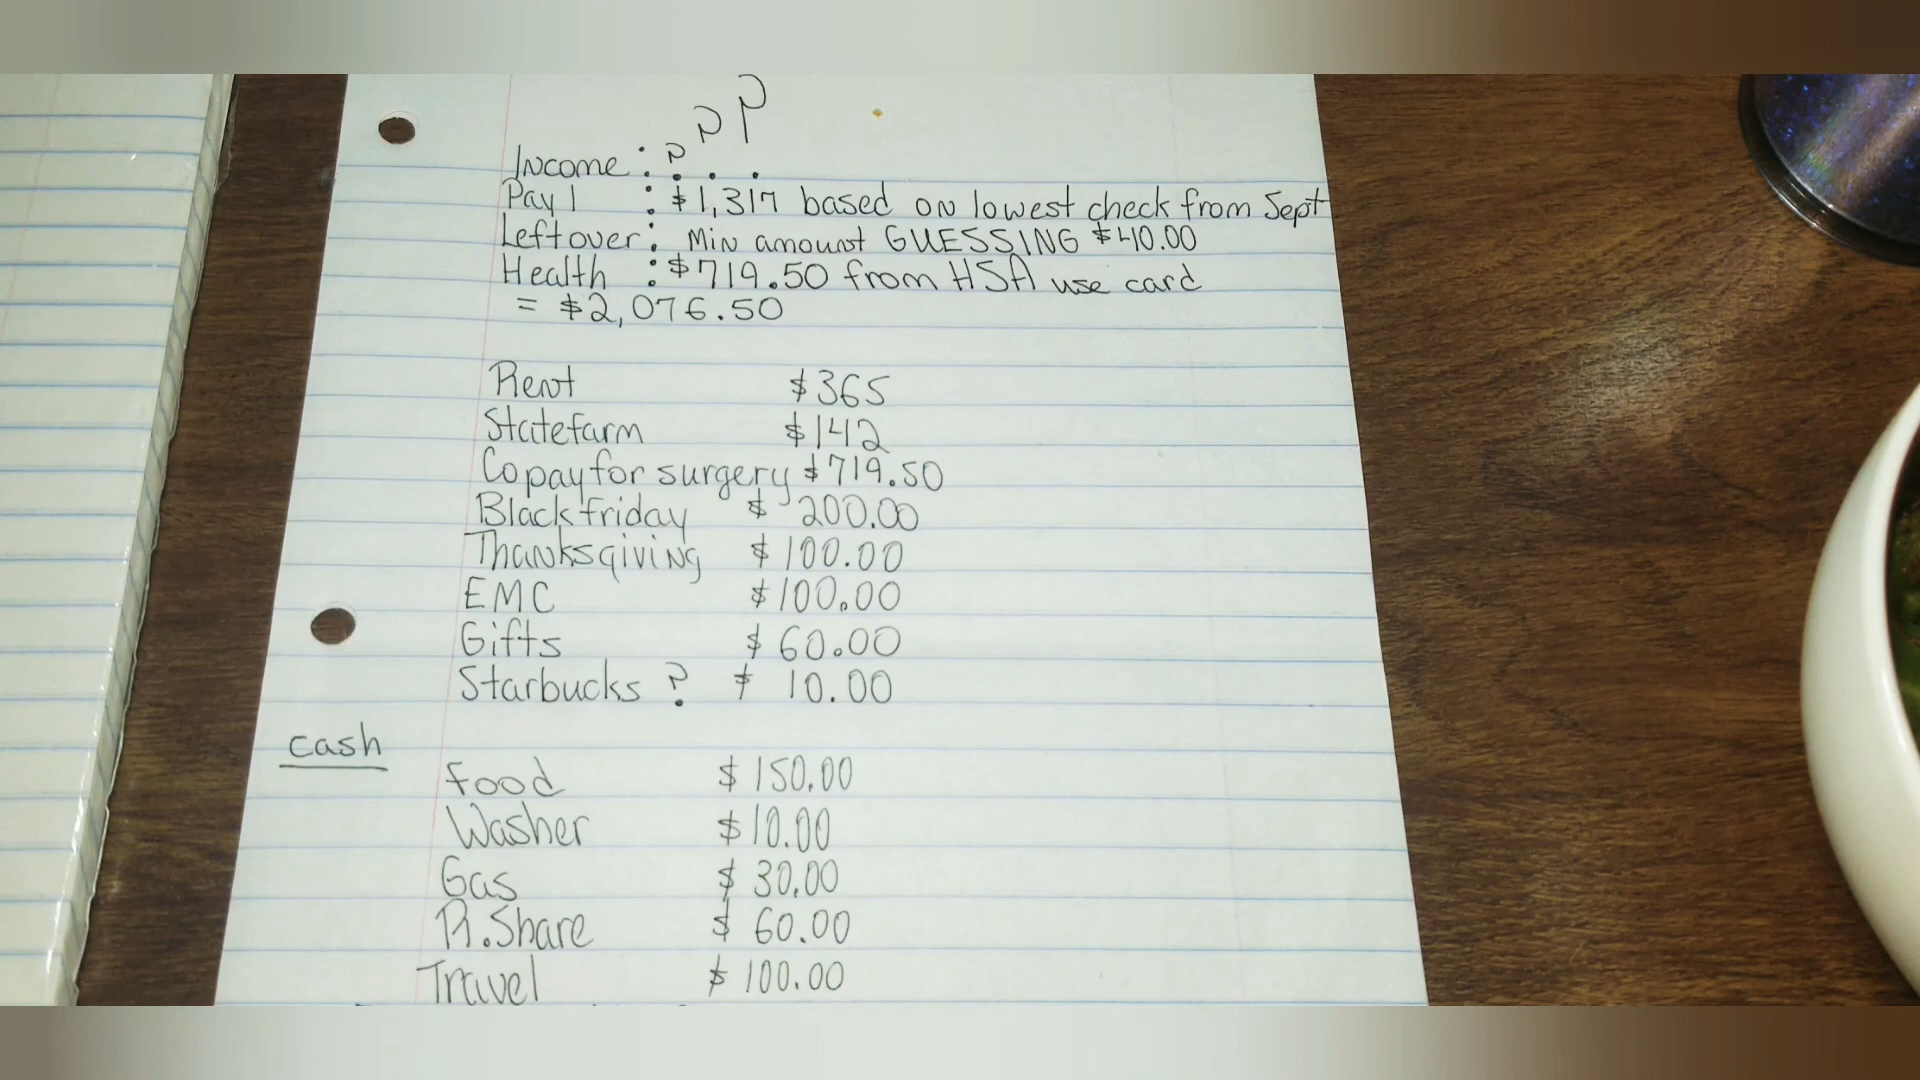 Income : ? ? ?
Pay 1 : $1,317 based on lowest check from Sept
Leftover : Min amount GUESSING $40.00
Health : $719.50 from HSA use card
= $2,076.50
Rent $365
Statefarm $142
Copay for surgery $719.50
Black friday $ 200.00
Thanksgiving $100.00
EMC $100.00
Gifts $60.00
Starbucks ? $ 10.00
cash
Food $150.00
Washer $10.00
Gas $30.00
R.Share $60.00
Travel $100.00